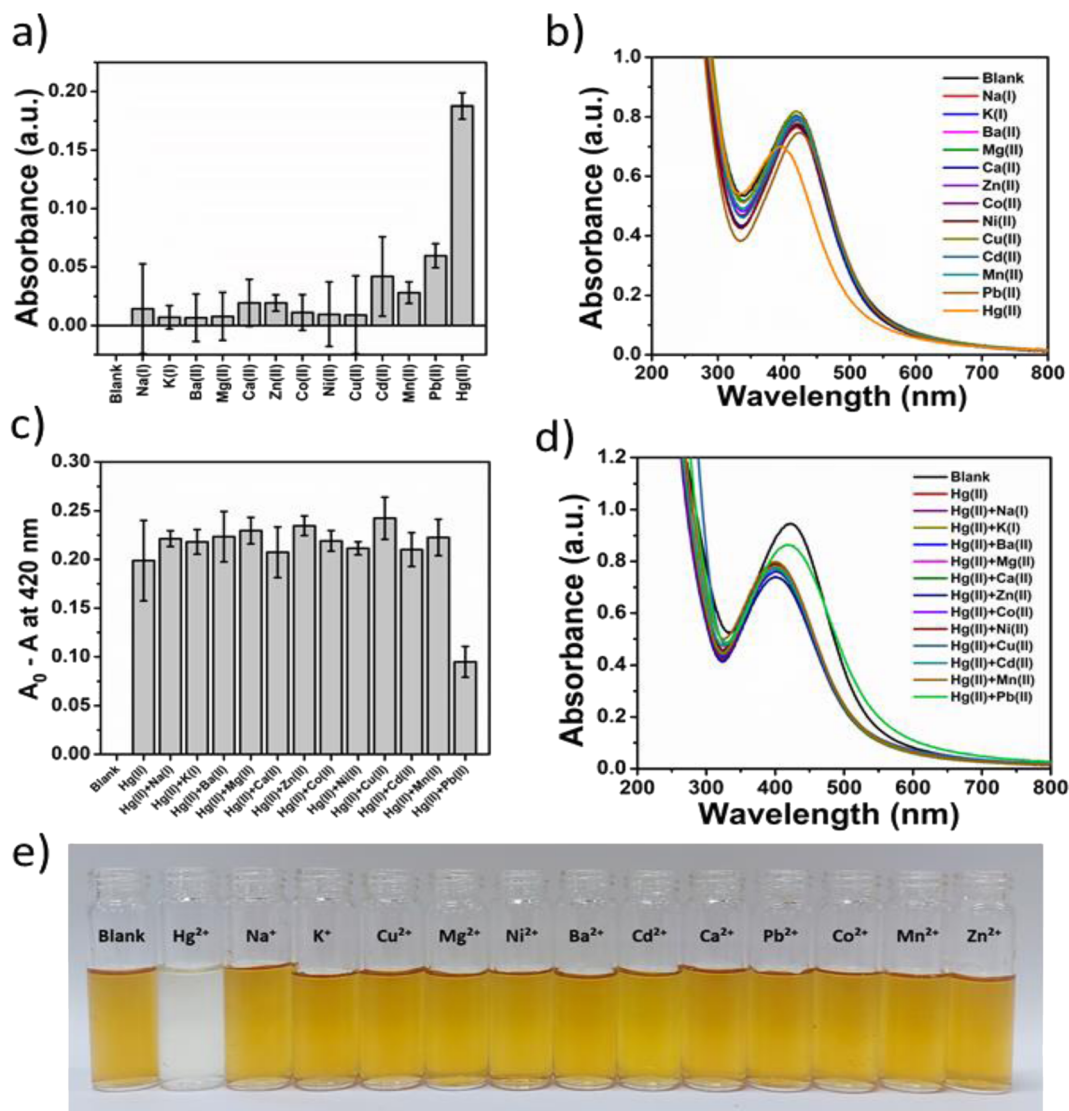 a)
Absorbance (a.u.)
0.20
0.15
0.10
0.05
0.00
Blank
Na(I)
K(I)
Ba(II)
Mg(II)
Ca(II)
Zn(II)
Co(II)
Ni(II)
Cu(II)
Cd(II)
Mn(II)
Pb(II)
Hg(II)
b)
Absorbance (a.u.)
1.0
0.8
0.6
0.4
0.2
0.0
200 300 400 500 600 700 800
Wavelength (nm)
Blank
Na(I)
K(I)
Ba(II)
Mg(II)
Ca(II)
Zn(II)
Co(II)
Ni(II)
Cu(II)
Cd(II)
Mn(II)
Pb(II)
Hg(II)
c)
A₀ - A at 420 nm
0.30
0.25
0.20
0.15
0.10
0.05
0.00
Blank
Hg(II)
Hg(II)+Na(I)
Hg(II)+K(I)
Hg(II)+Ba(II)
Hg(II)+Mg(II)
Hg(II)+Ca(II)
Hg(II)+Zn(II)
Hg(II)+Co(II)
Hg(II)+Ni(II)
Hg(II)+Cu(II)
Hg(II)+Cd(II)
Hg(II)+Mn(II)
Hg(II)+Pb(II)
d)
Absorbance (a.u.)
1.2
1.0
0.8
0.6
0.4
0.2
0.0
200 300 400 500 600 700 800
Wavelength (nm)
Blank
Hg(II)
Hg(II)+Na(I)
Hg(II)+K(I)
Hg(II)+Ba(II)
Hg(II)+Mg(II)
Hg(II)+Ca(II)
Hg(II)+Zn(II)
Hg(II)+Co(II)
Hg(II)+Ni(II)
Hg(II)+Cu(II)
Hg(II)+Cd(II)
Hg(II)+Mn(II)
Hg(II)+Pb(II)
e)
Blank Hg²⁺ Na⁺ K⁺ Cu²⁺ Mg²⁺ Ni²⁺ Ba²⁺ Cd²⁺ Ca²⁺ Pb²⁺ Co²⁺ Mn²⁺ Zn²⁺